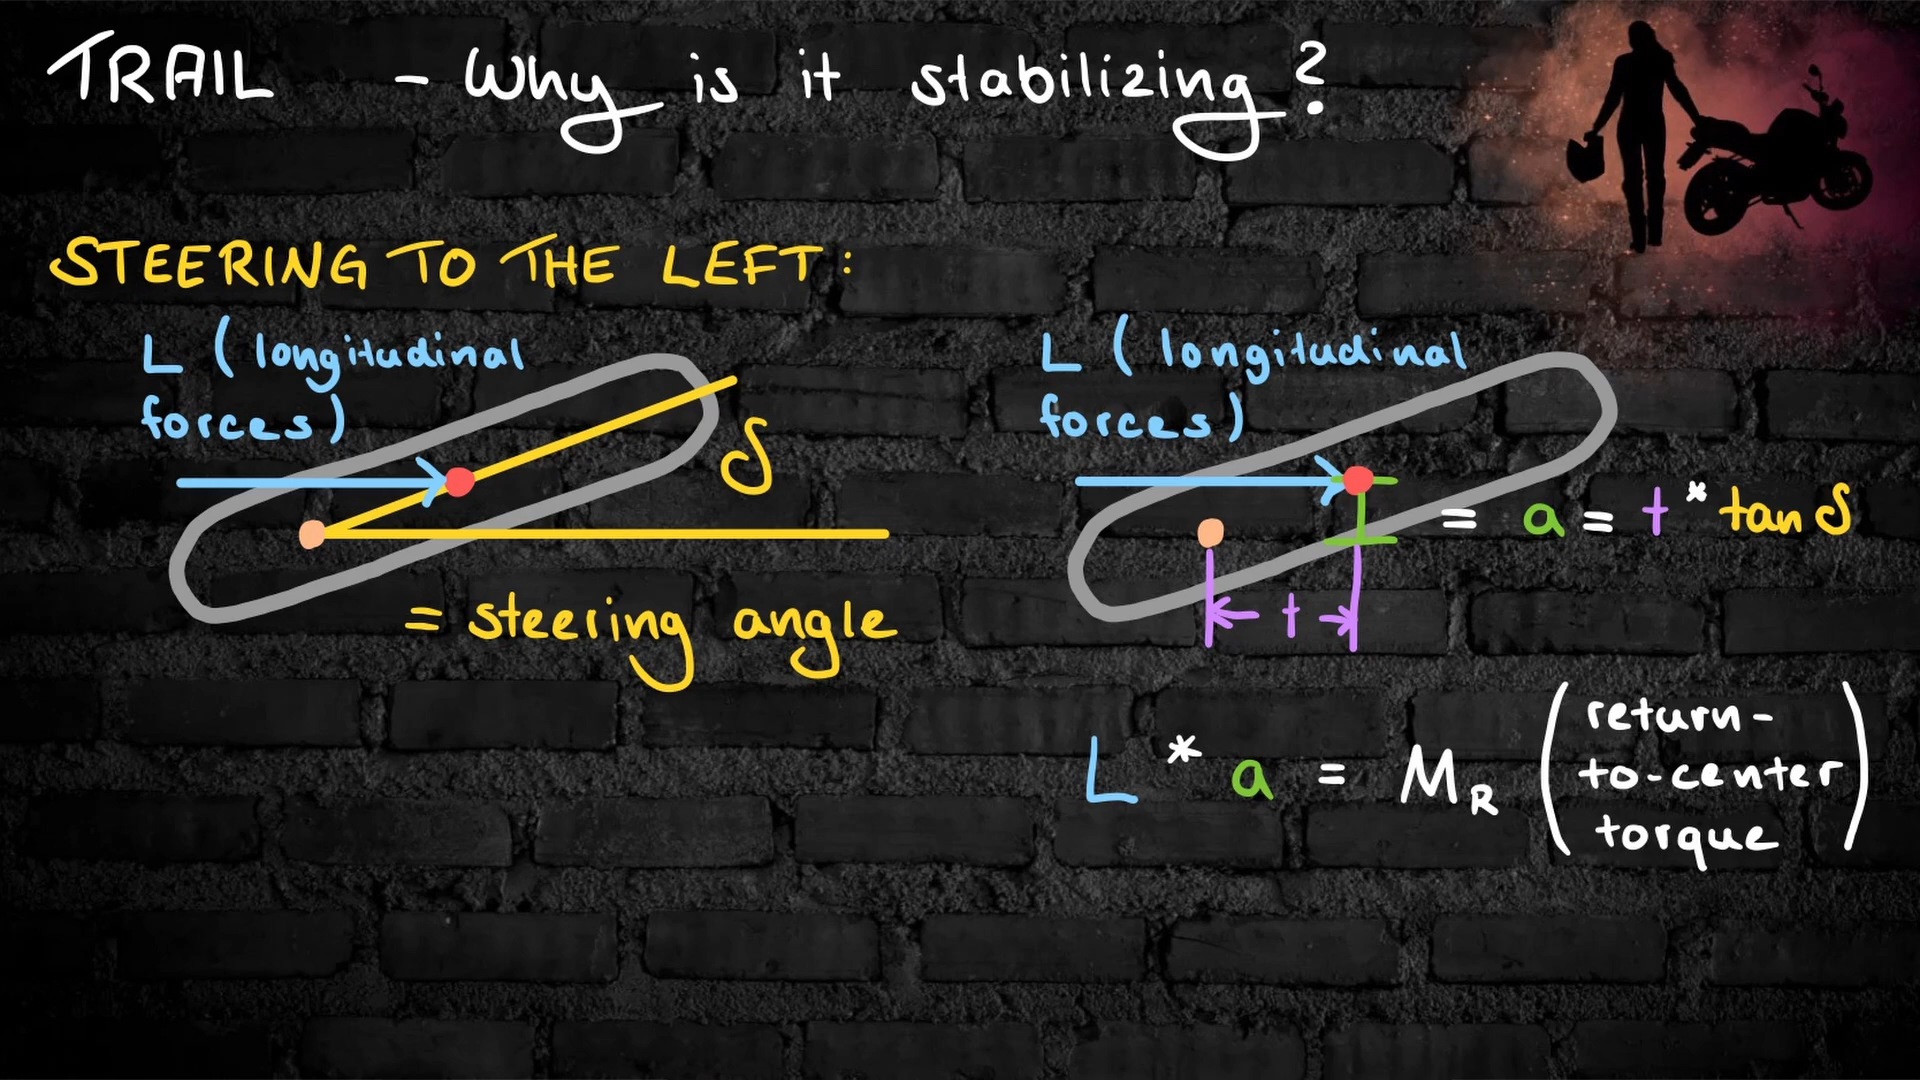 TRAIL - Why is it stabilizing?
STEERING TO THE LEFT:
L (longitudinal
forces)
δ
= steering angle
L (longitudinal
forces)
= a = t * tan δ
t
L * a = M_R (return-
to-center
torque)